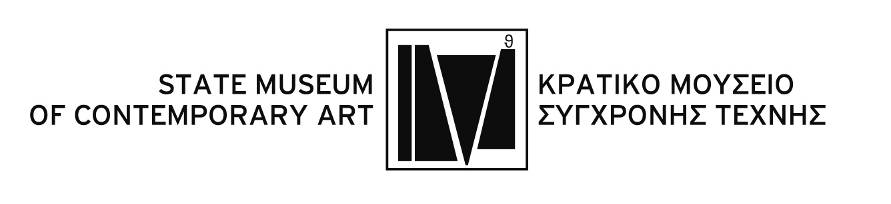 STATE MUSEUM
OF CONTEMPORARY ART
ϑ
ΚΡΑΤΙΚΟ ΜΟΥΣΕΙΟ
ΣΥΓΧΡΟΝΗΣ ΤΕΧΝΗΣ